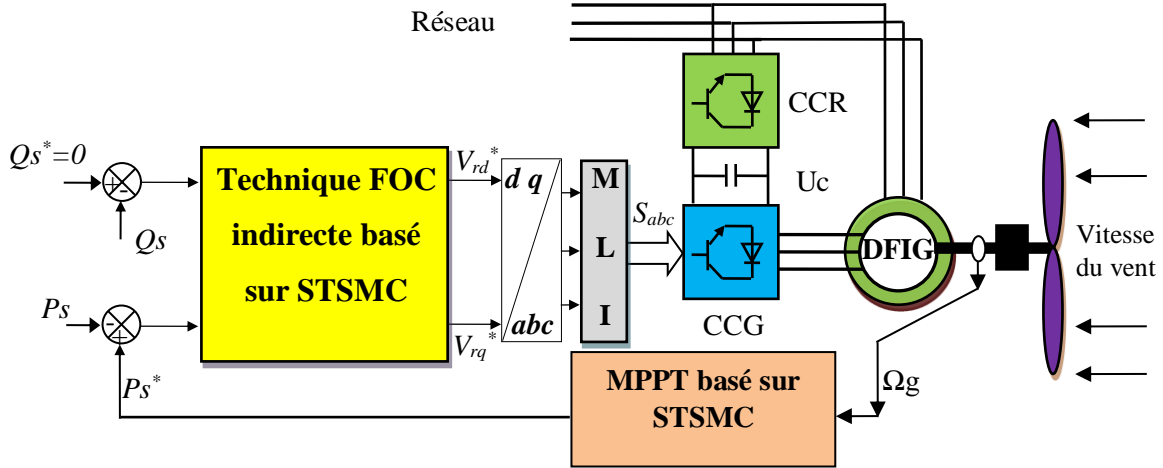 Réseau
CCR
Qs*=0
+
-
Qs
Technique FOC
indirecte basé
sur STSMC
Vrd*
Vrq*
d q
abc
M
L
I
Sabc
Uc
CCG
DFIG
Vitesse
du vent
Ps
-
+
Ps*
MPPT basé sur
STSMC
Ωg